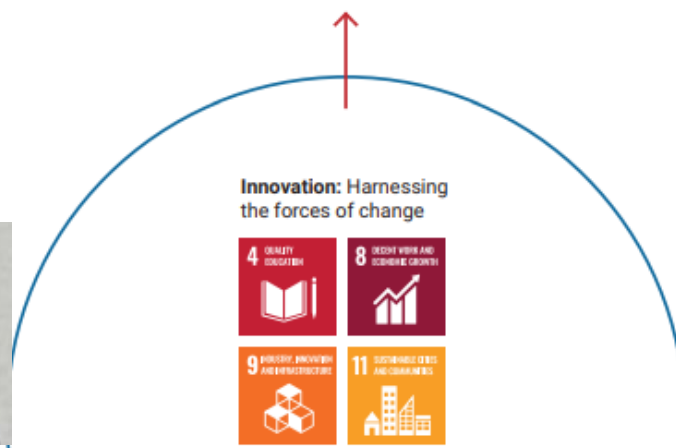 Innovation: Harnessing
the forces of change
4 QUALITY
EDUCATION
8 DECENT WORK AND
ECONOMIC GROWTH
9 INDUSTRY, INNOVATION
AND INFRASTRUCTURE
11 SUSTAINABLE CITIES
AND COMMUNITIES